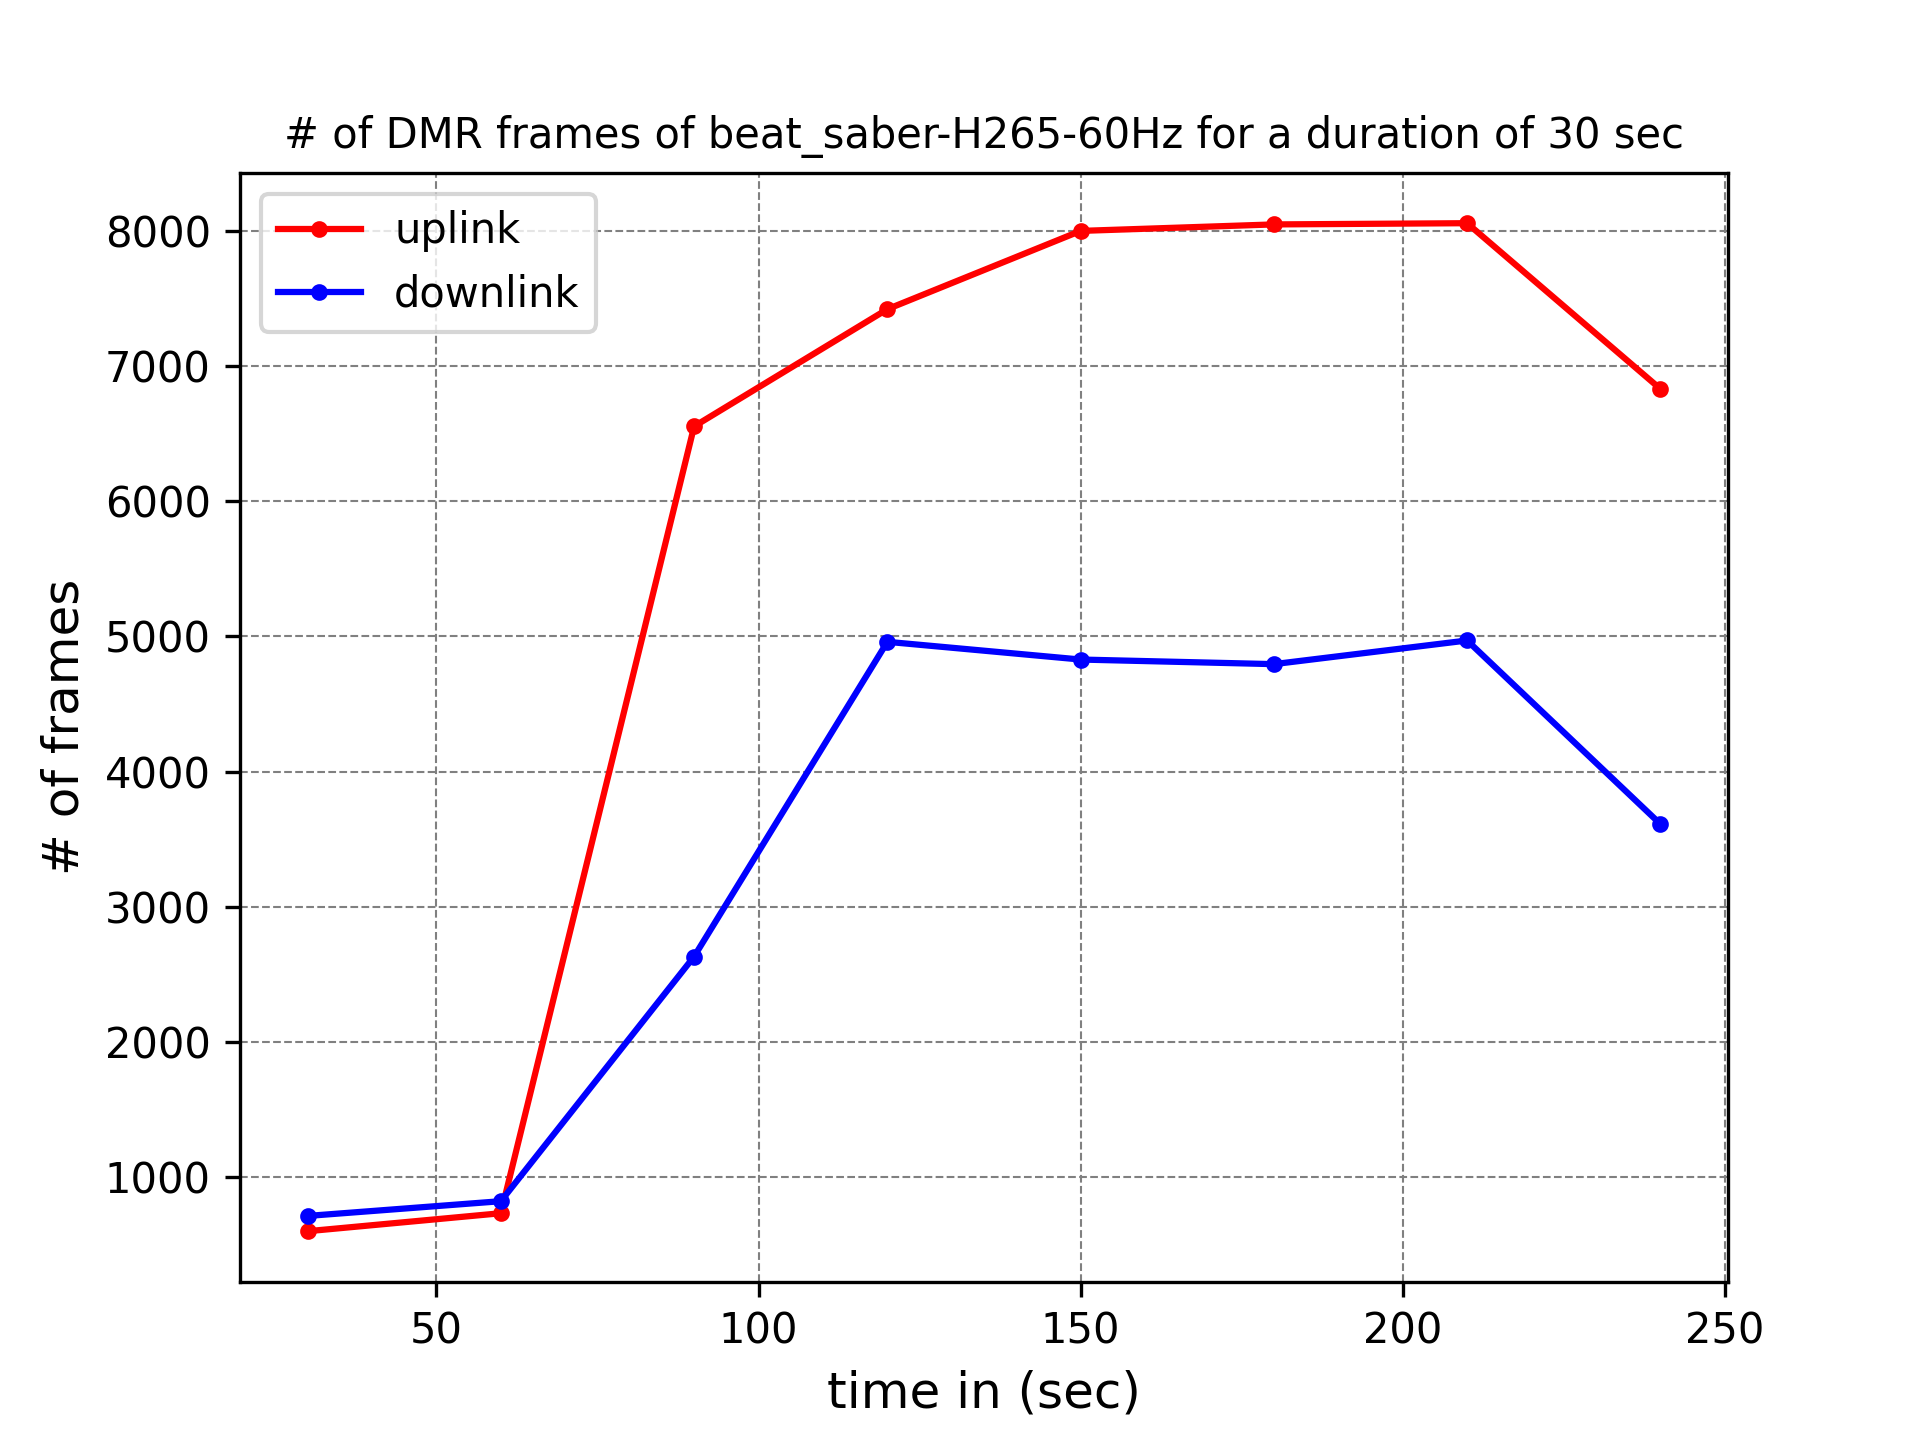 # of DMR frames of beat_saber-H265-60Hz for a duration of 30 sec
uplink
downlink
8000
7000
6000
5000
4000
3000
2000
1000
# of frames
50 100 150 200 250
time in (sec)